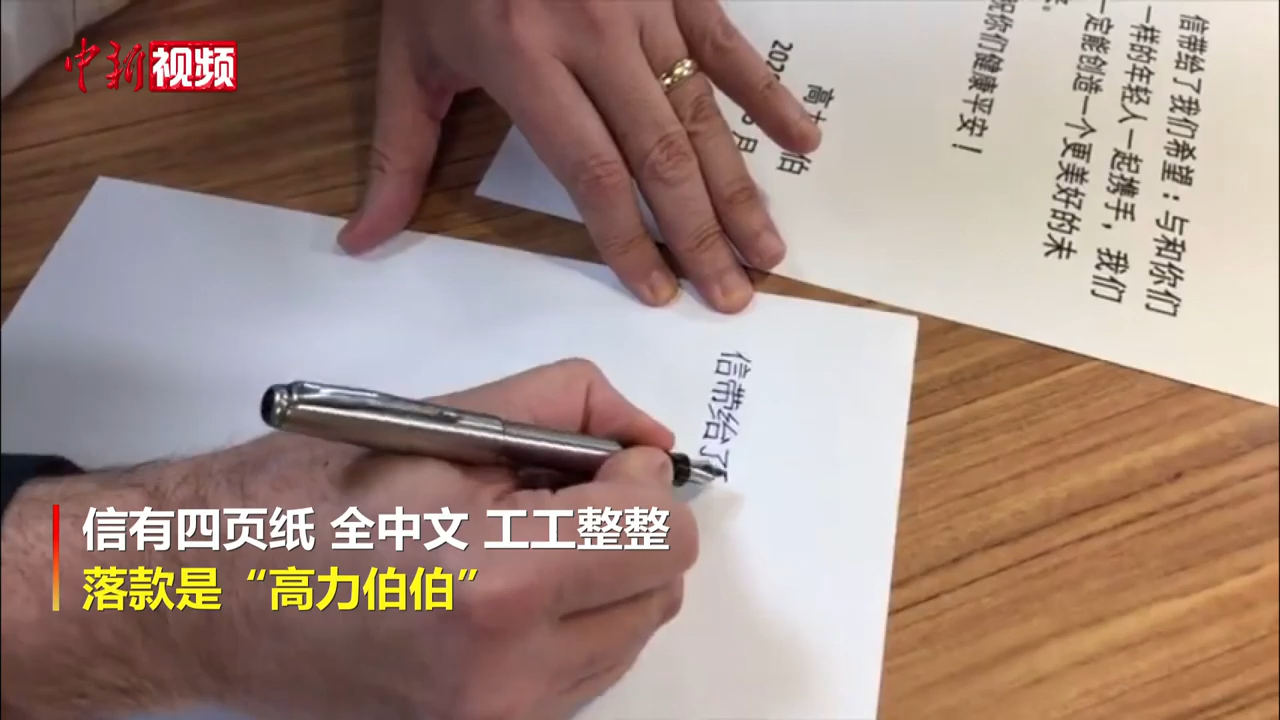 中新视频
信带给了我们希望：与和你们
一样的年轻人一起携手，我们
一定能创造一个更美好的未
祝你们健康平安！
高
伯
202
月
信带给了
信有四页纸 全中文 工工整整
落款是“高力伯伯”